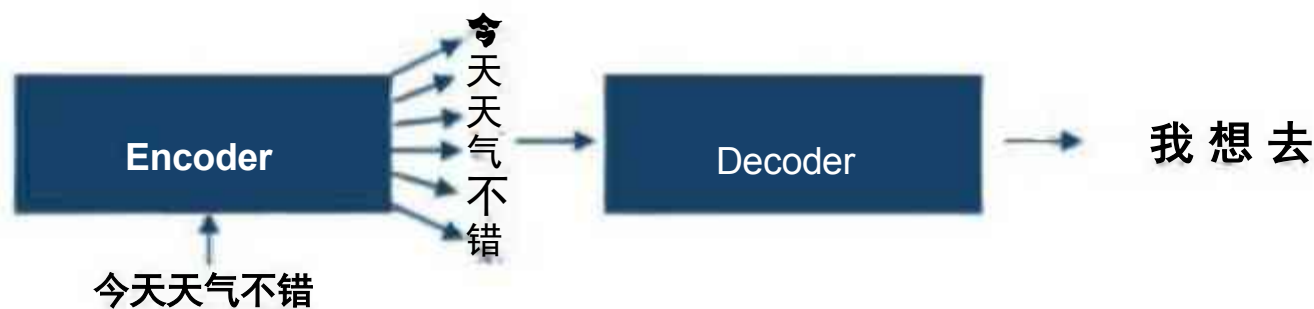 Encoder
今天天气不错
今
天
天
气
不
错
Decoder
我想去